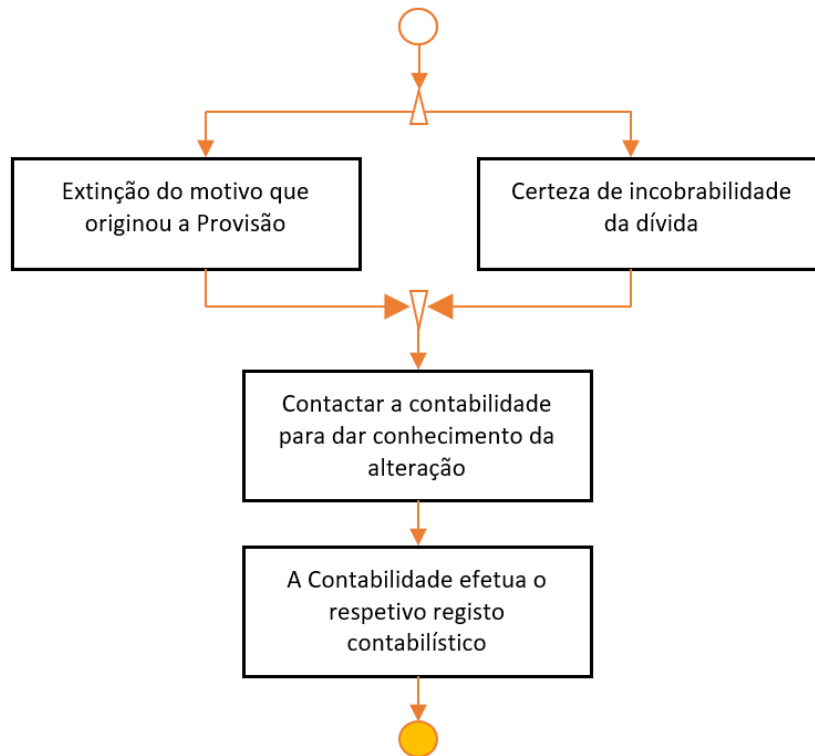 Extinção do motivo que
originou a Provisão
Certeza de incobrabilidade
da dívida
Contactar a contabilidade
para dar conhecimento da
alteração
A Contabilidade efetua o
respetivo registo
contabilístico